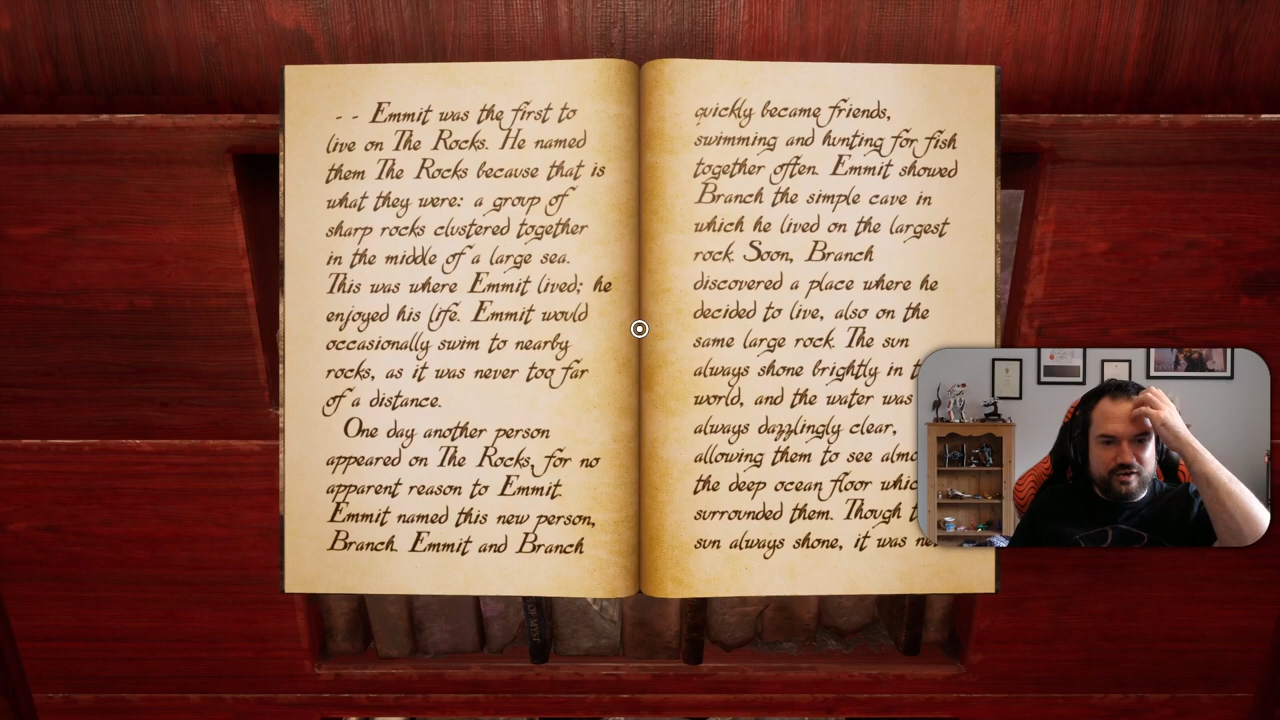 - - Emmit was the first to
live on The Rocks. He named
them The Rocks because that is
what they were: a group of
sharp rocks clustered together
in the middle of a large sea.
This was where Emmit lived; he
enjoyed his life. Emmit would
occasionally swim to nearby
rocks, as it was never too far
of a distance.
One day another person
appeared on The Rocks, for no
apparent reason to Emmit.
Emmit named this new person,
Branch. Emmit and Branch
quickly became friends,
swimming and hunting for fish
together often. Emmit showed
Branch the simple cave in
which he lived on the largest
rock. Soon, Branch
discovered a place where he
decided to live, also on the
same large rock. The sun
always shone brightly in
world, and the water was
always dazzlingly clear,
allowing them to see
the deep ocean floor
surrounded them. Though
sun always shone, it was
OF MYST